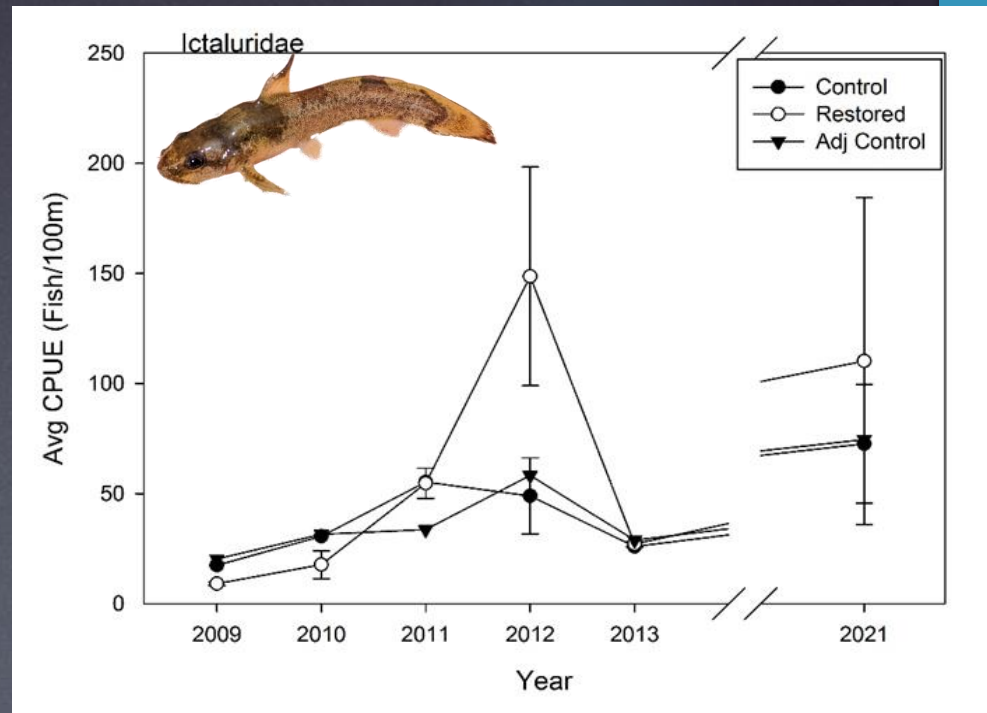 Ictaluridae
250
200
150
100
50
0
Avg CPUE (Fish/100m)
Control
Restored
Adj Control
2009 2010 2011 2012 2013 2021
Year